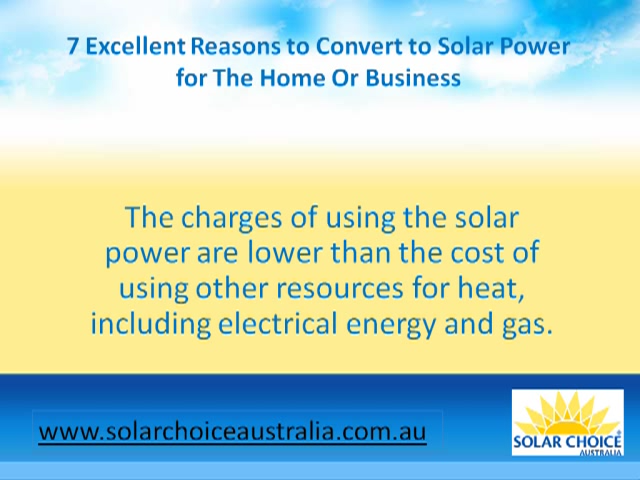 7 Excellent Reasons to Convert to Solar Power
for The Home Or Business
The charges of using the solar
power are lower than the cost of
using other resources for heat,
including electrical energy and gas.
www.solarchoiceaustralia.com.au
SOLAR CHOICE
AUSTRALIA